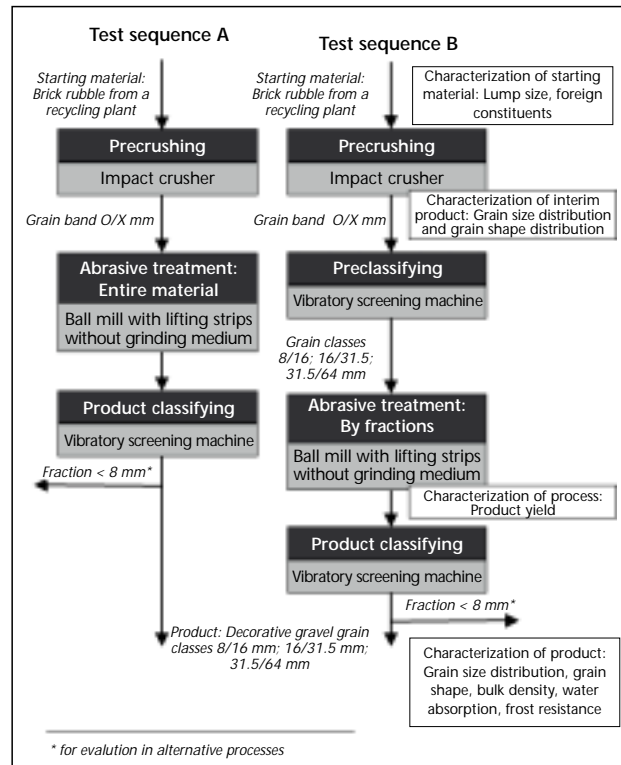 Test sequence A
Starting material:
Brick rubble from a
recycling plant
Precrushing
Impact crusher
Grain band O/X mm
Abrasive treatment:
Entire material
Ball mill with lifting strips
without grinding medium
Product classifying
Vibratory screening machine
Fraction < 8 mm*
Test sequence B
Starting material:
Brick rubble from a
recycling plant
Characterization of starting
material: Lump size, foreign
constituents
Precrushing
Impact crusher
Grain band O/X mm
Characterization of interim
product: Grain size distribution
and grain shape distribution
Preclassifying
Vibratory screening machine
Grain classes
8/16; 16/31.5;
31.5/64 mm
Abrasive treatment:
By fractions
Ball mill with lifting strips
without grinding medium
Characterization of process:
Product yield
Product classifying
Vibratory screening machine
Fraction < 8 mm*
Product: Decorative gravel grain
classes 8/16 mm; 16/31.5 mm;
31.5/64 mm
Characterization of product:
Grain size distribution, grain
shape, bulk density, water
absorption, frost resistance
* for evalution in alternative processes